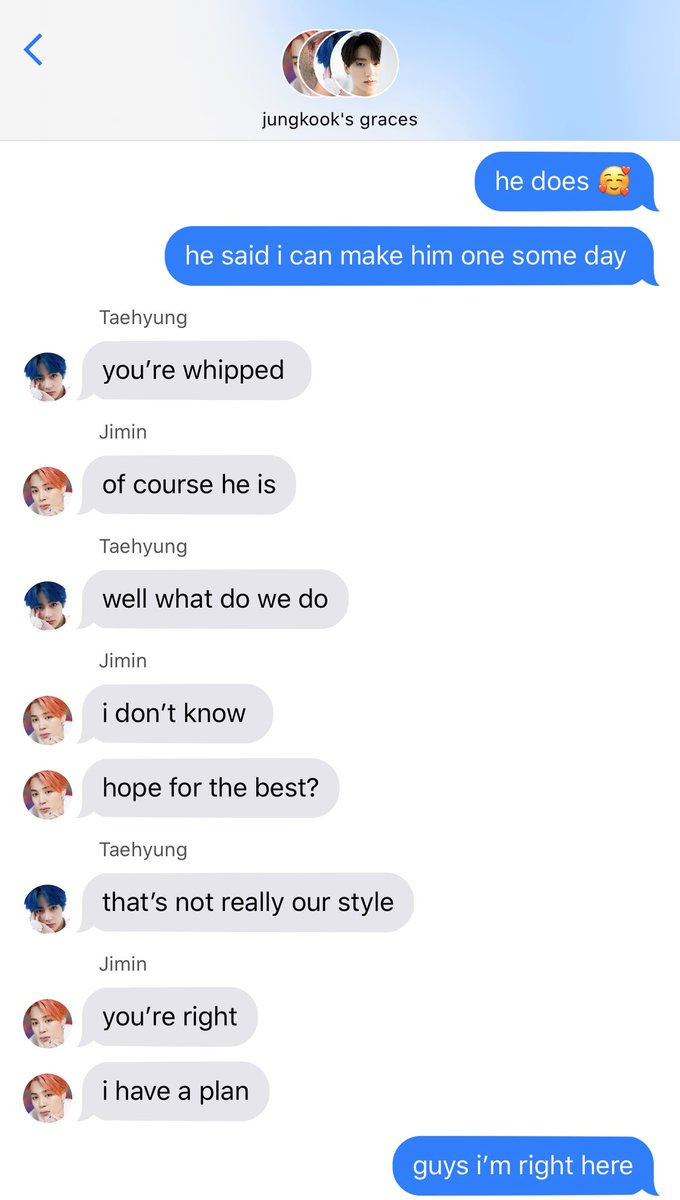 jungkook's graces
he does 🥰
he said i can make him one some day
Taehyung
you’re whipped
Jimin
of course he is
Taehyung
well what do we do
Jimin
i don’t know
hope for the best?
Taehyung
that’s not really our style
Jimin
you’re right
i have a plan
guys i’m right here